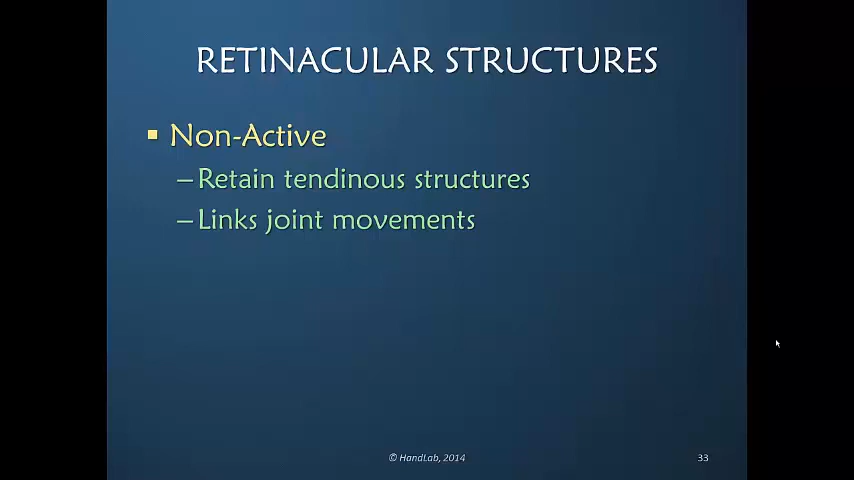 RETINACULAR STRUCTURES
Non-Active
–Retain tendinous structures
–Links joint movements
© HandLab, 2014
33